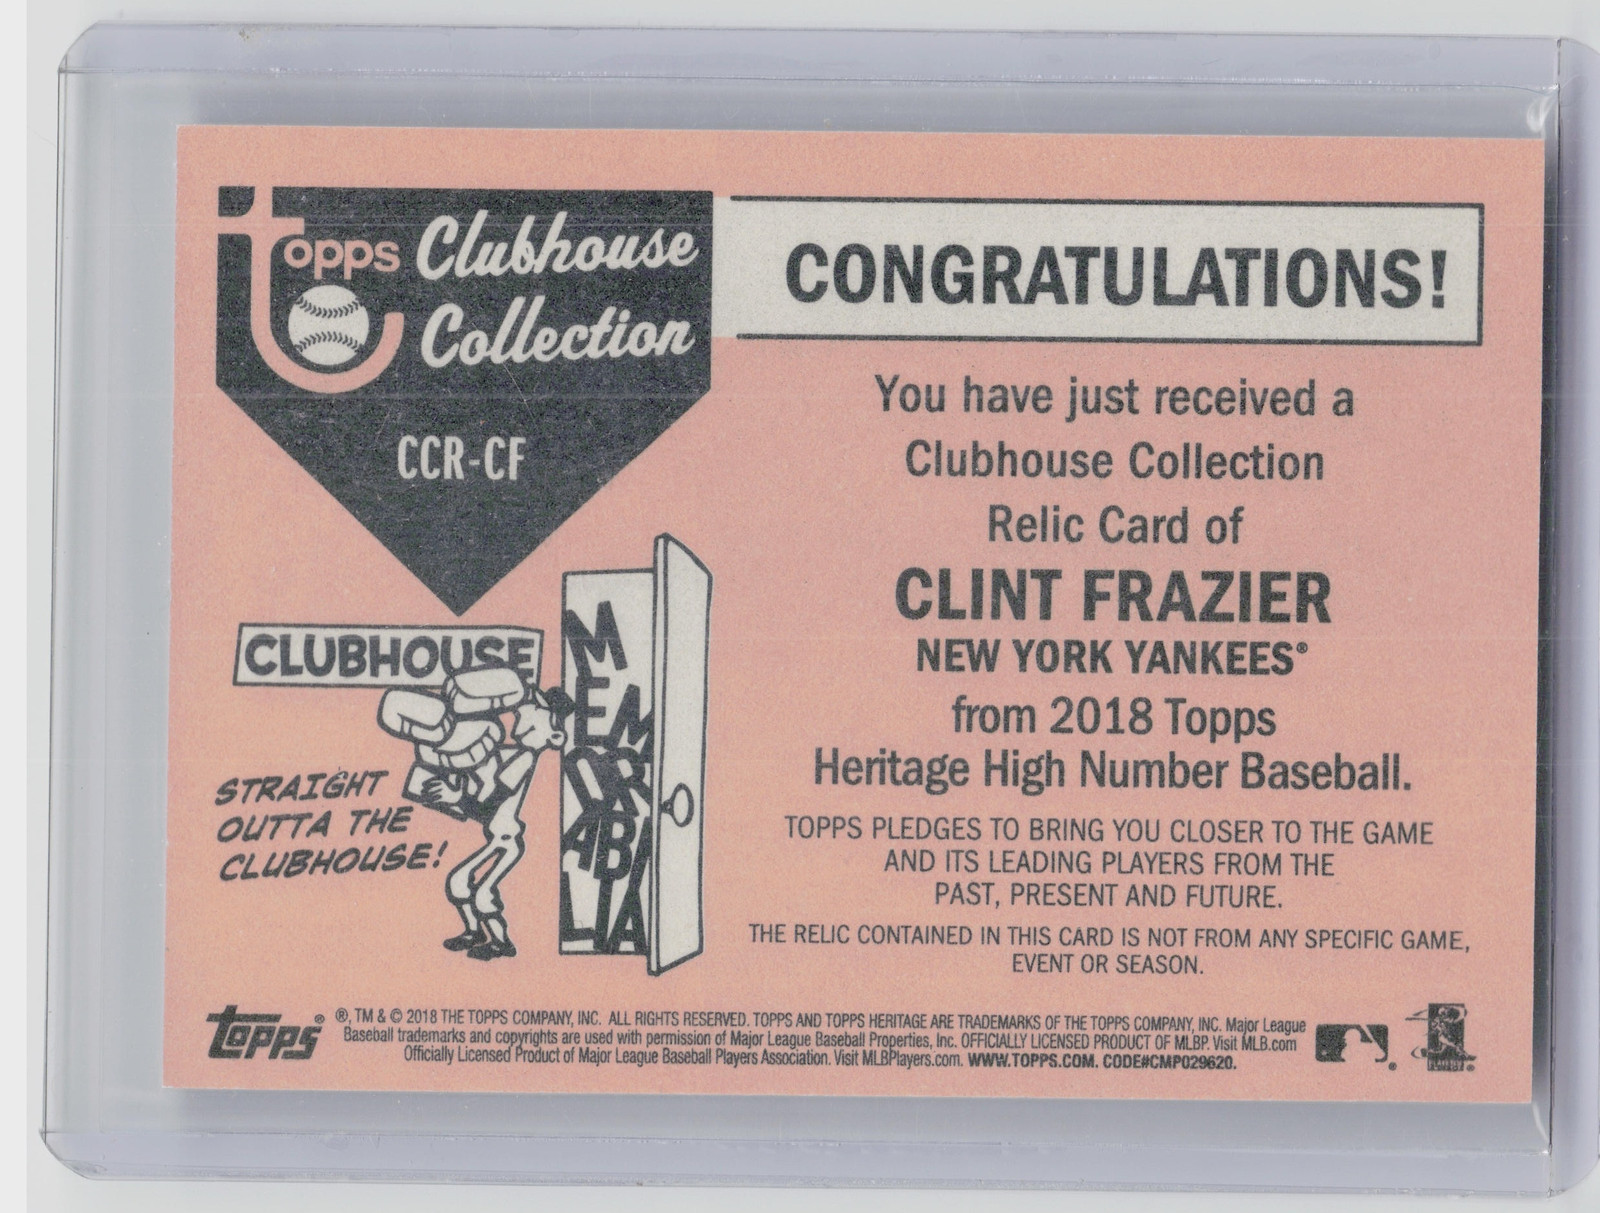 topps Clubhouse
Collection
CCR-CF
CONGRATULATIONS!
You have just received a
Clubhouse Collection
Relic Card of
CLINT FRAZIER
NEW YORK YANKEES®
from 2018 Topps
Heritage High Number Baseball.
TOPPS PLEDGES TO BRING YOU CLOSER TO THE GAME
AND ITS LEADING PLAYERS FROM THE
PAST, PRESENT AND FUTURE.
THE RELIC CONTAINED IN THIS CARD IS NOT FROM ANY SPECIFIC GAME,
EVENT OR SEASON.
CLUBHOUSE
MEMORABILIA
STRAIGHT
OUTTA THE
CLUBHOUSE!
topps®
®, TM & © 2018 THE TOPPS COMPANY, INC. ALL RIGHTS RESERVED. TOPPS AND TOPPS HERITAGE ARE TRADEMARKS OF THE TOPPS COMPANY, INC. Major League
Baseball trademarks and copyrights are used with permission of Major League Baseball Properties, Inc. OFFICIALLY LICENSED PRODUCT OF MLBP. Visit MLB.com
Officially Licensed Product of Major League Baseball Players Association. Visit MLBPlayers.com. WWW.TOPPS.COM. CODE#CMP029620.